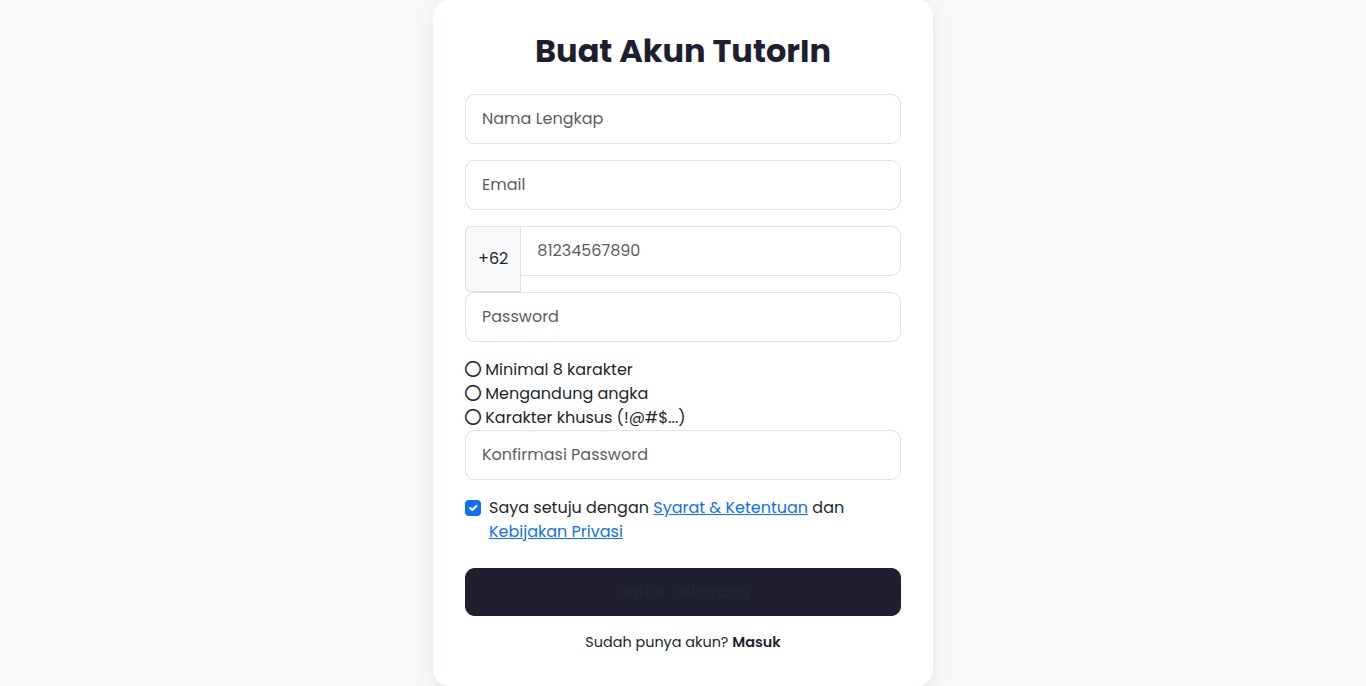 Buat Akun TutorIn
Nama Lengkap
Email
+62 81234567890
Password
Minimal 8 karakter
Mengandung angka
Karakter khusus (!@#$...)
Konfirmasi Password
Saya setuju dengan Syarat & Ketentuan dan
Kebijakan Privasi
Daftar Sekarang
Sudah punya akun? Masuk